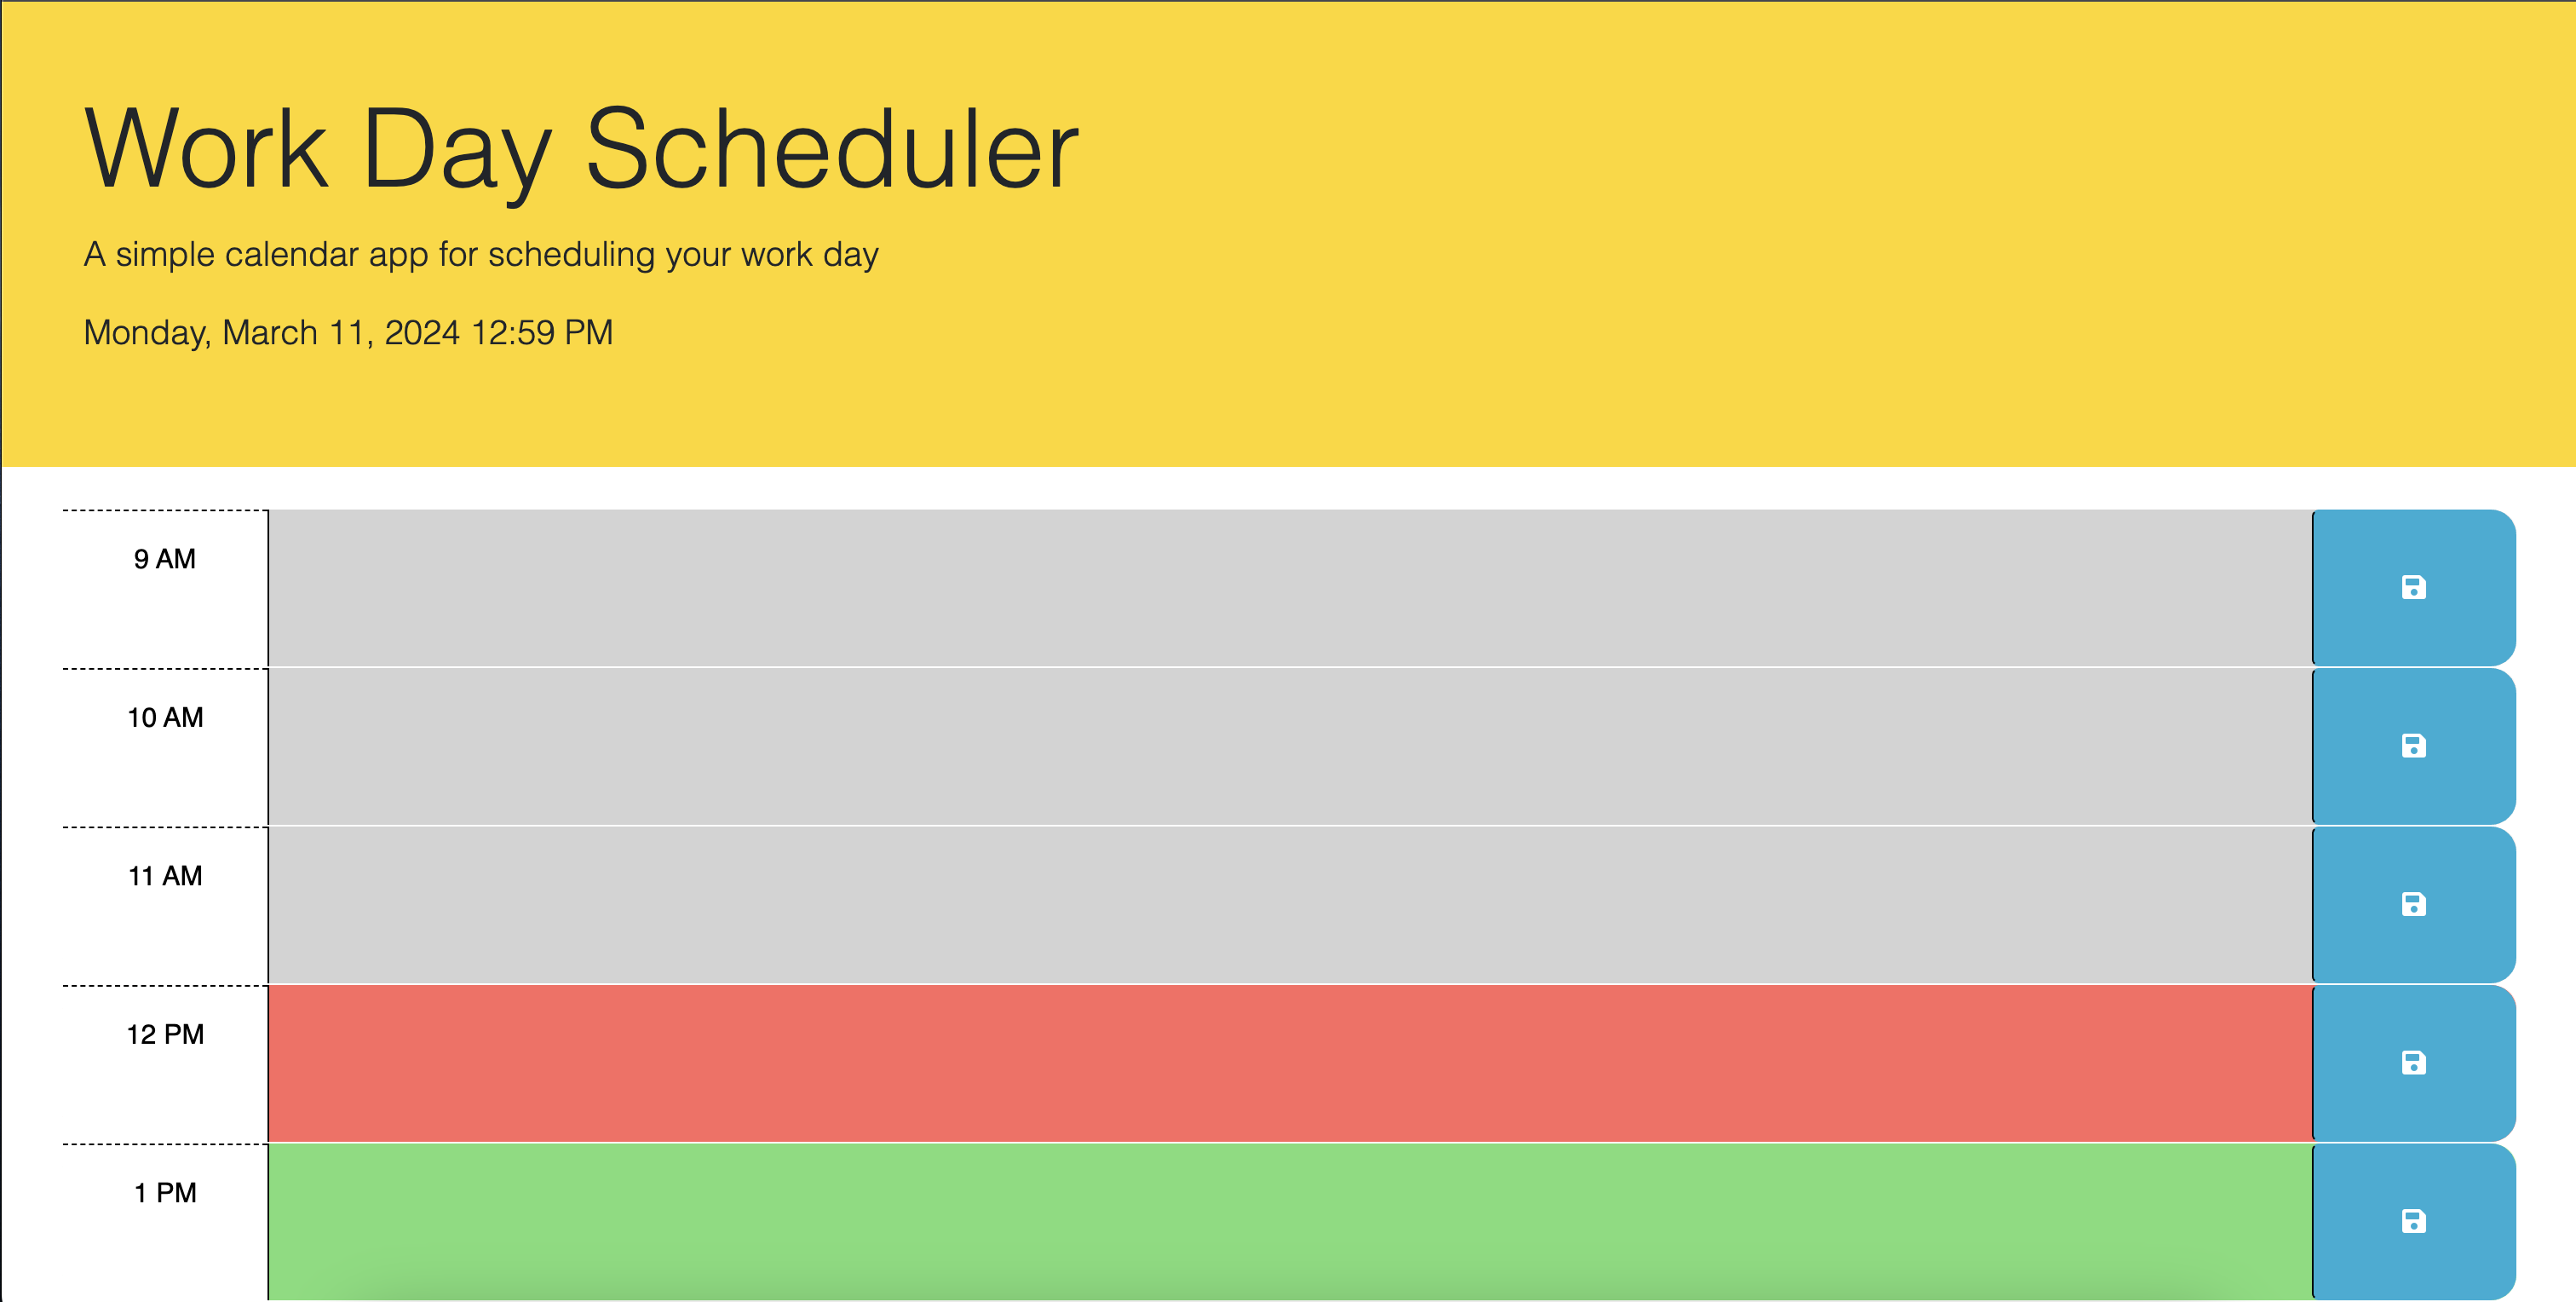 Work Day Scheduler
A simple calendar app for scheduling your work day
Monday, March 11, 2024 12:59 PM
9 AM
10 AM
11 AM
12 PM
1 PM